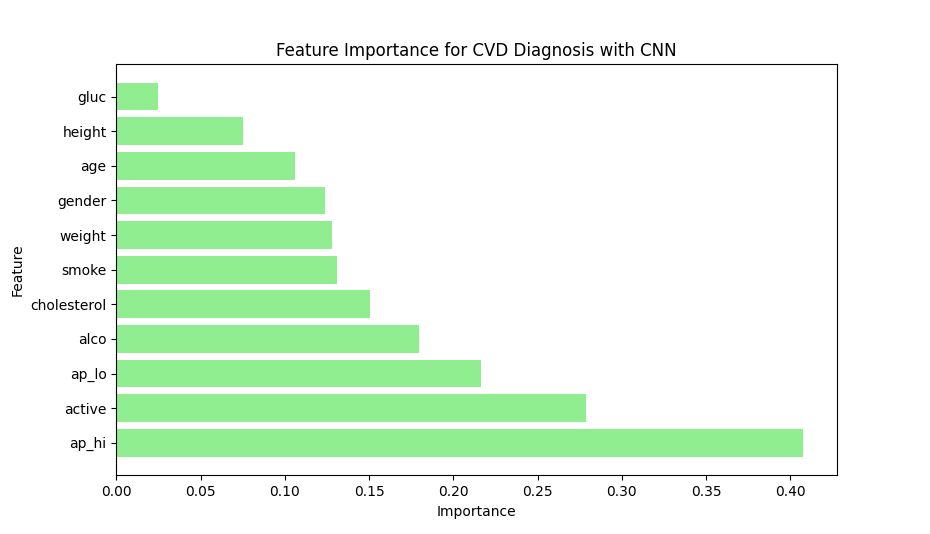 Feature Importance for CVD Diagnosis with CNN
gluc
height
age
gender
weight
smoke
cholesterol
alco
ap_lo
active
ap_hi
Feature
0.00 0.05 0.10 0.15 0.20 0.25 0.30 0.35 0.40
Importance